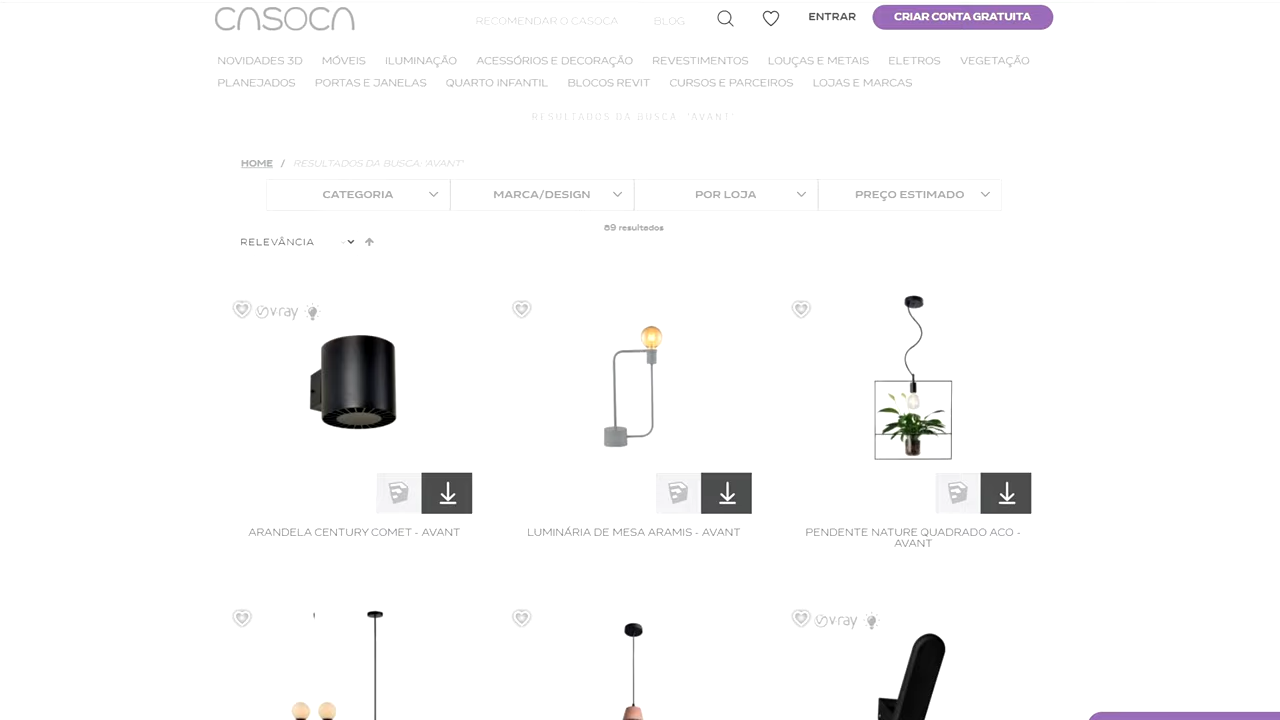 CASOCA
RECOMENDAR O CASOCA
BLOG
ENTRAR
CRIAR CONTA GRATUITA
NOVIDADES 3D MÓVEIS ILUMINAÇÃO ACESSÓRIOS E DECORAÇÃO REVESTIMENTOS LOUÇAS E METAIS ELETROS VEGETAÇÃO
PLANEJADOS PORTAS E JANELAS QUARTO INFANTIL BLOCOS REVIT CURSOS E PARCEIROS LOJAS E MARCAS
RESULTADOS DA BUSCA: 'AVANT'
HOME / RESULTADOS DA BUSCA: 'AVANT'
CATEGORIA MARCA/DESIGN POR LOJA PREÇO ESTIMADO
89 resultados
RELEVÂNCIA
v-ray
ARANDELA CENTURY COMET - AVANT
LUMINÁRIA DE MESA ARAMIS - AVANT
PENDENTE NATURE QUADRADO ACO -
AVANT
v-ray